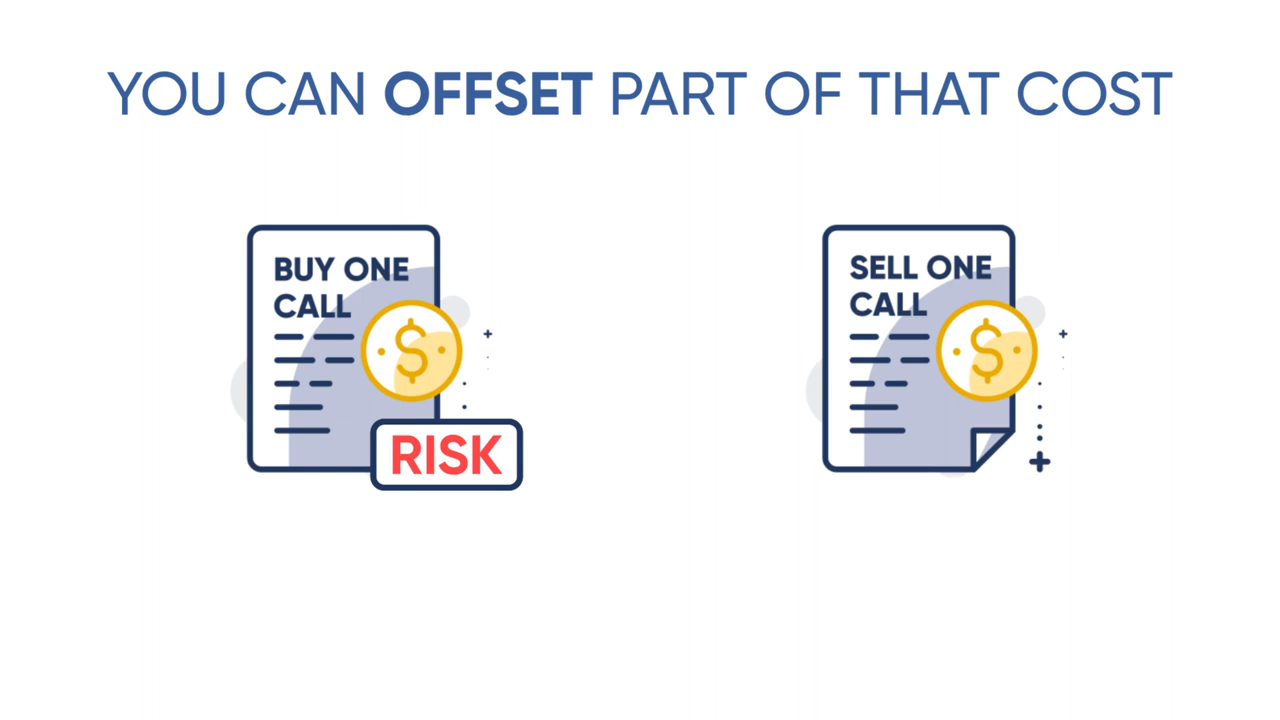 YOU CAN OFFSET PART OF THAT COST
BUY ONE
CALL
$
RISK
SELL ONE
CALL
$